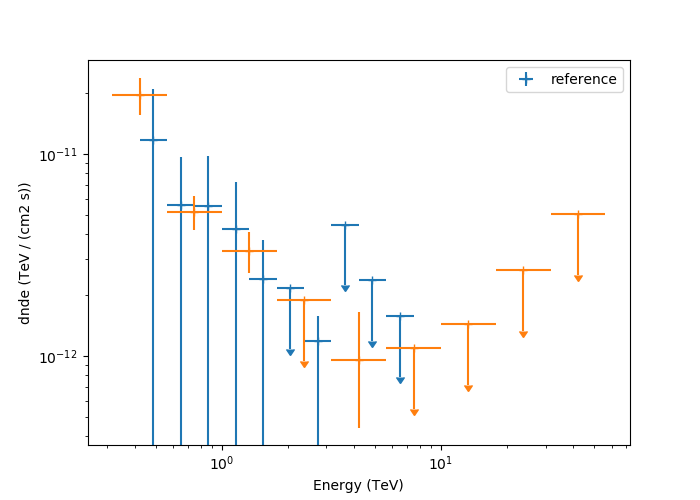 reference
10⁻¹¹
10⁻¹²
dnde (TeV / (cm2 s))
10⁰
10¹
Energy (TeV)